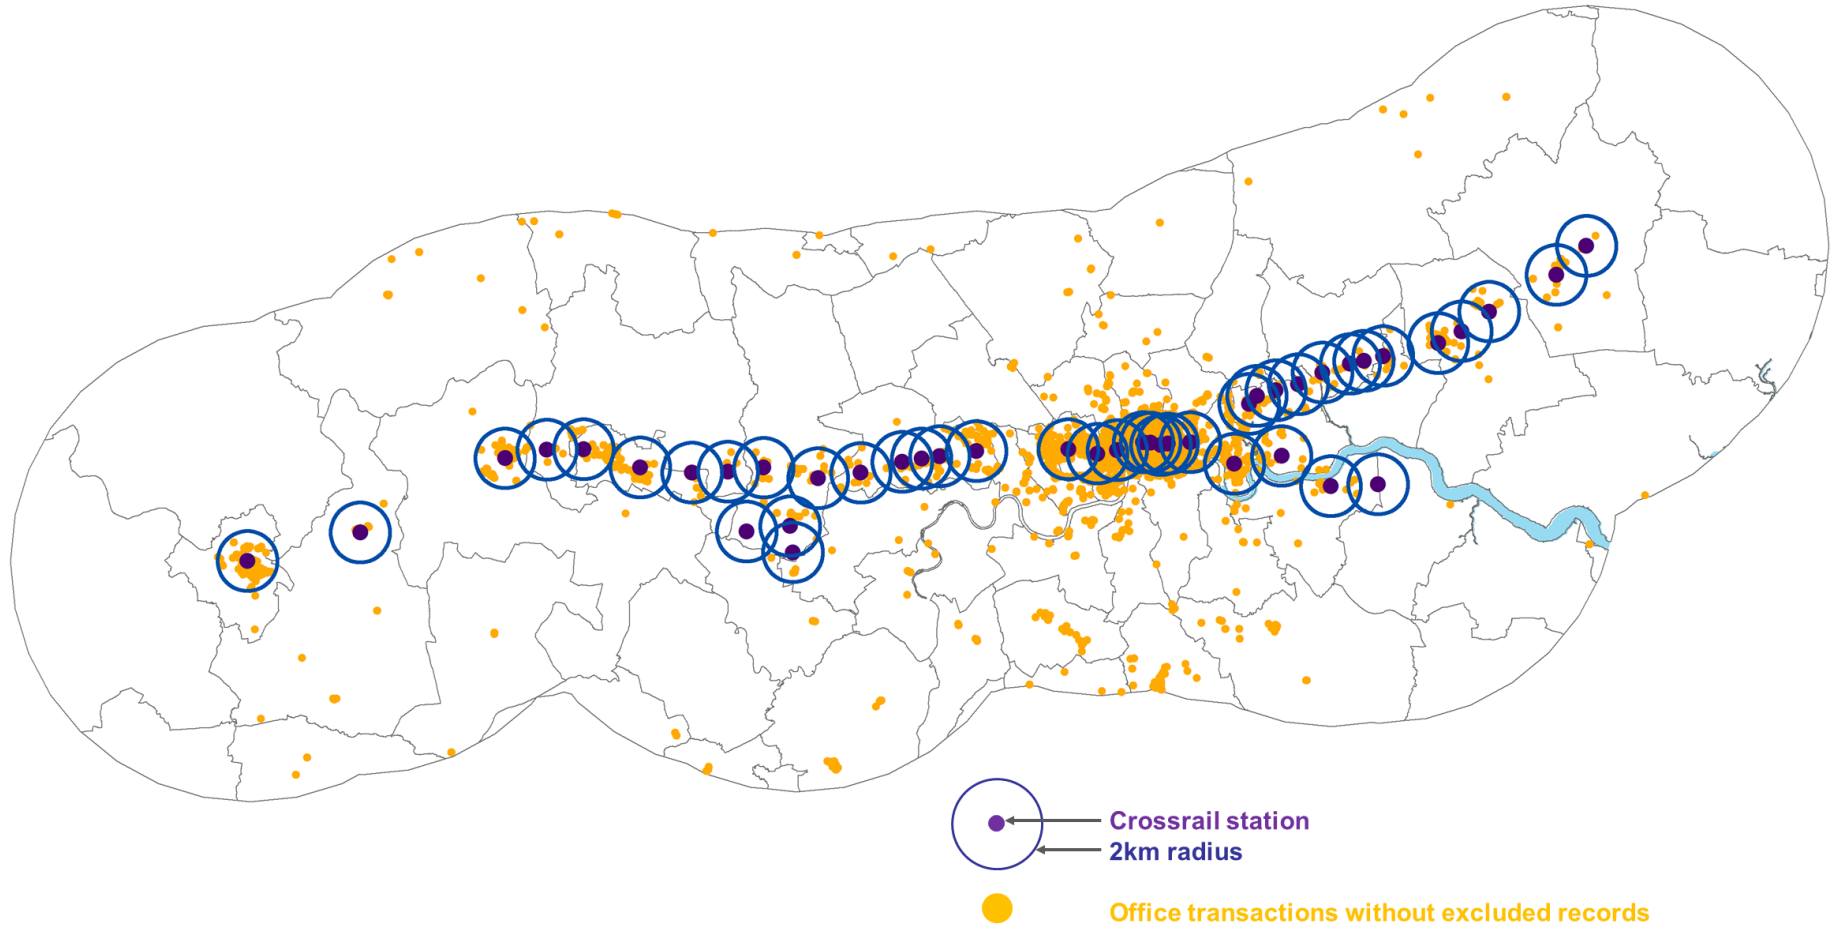 Crossrail station
2km radius
Office transactions without excluded records